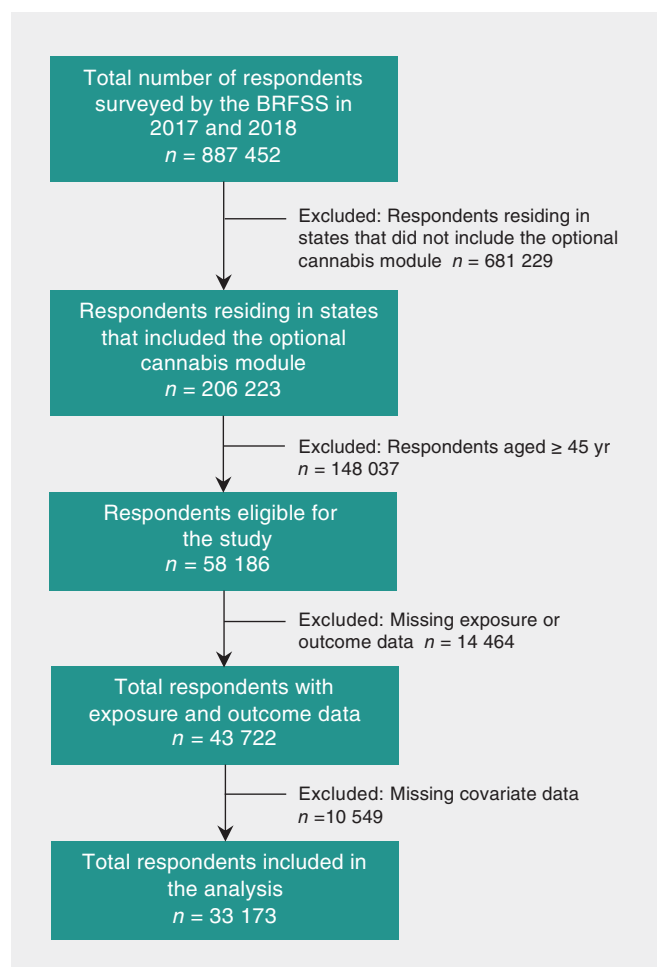 Total number of respondents
surveyed by the BRFSS in
2017 and 2018
n = 887 452
Excluded: Respondents residing in
states that did not include the optional
cannabis module n = 681 229
Respondents residing in states
that included the optional
cannabis module
n = 206 223
Excluded: Respondents aged ≥ 45 yr
n = 148 037
Respondents eligible for
the study
n = 58 186
Excluded: Missing exposure or
outcome data n = 14 464
Total respondents with
exposure and outcome data
n = 43 722
Excluded: Missing covariate data
n =10 549
Total respondents included in
the analysis
n = 33 173